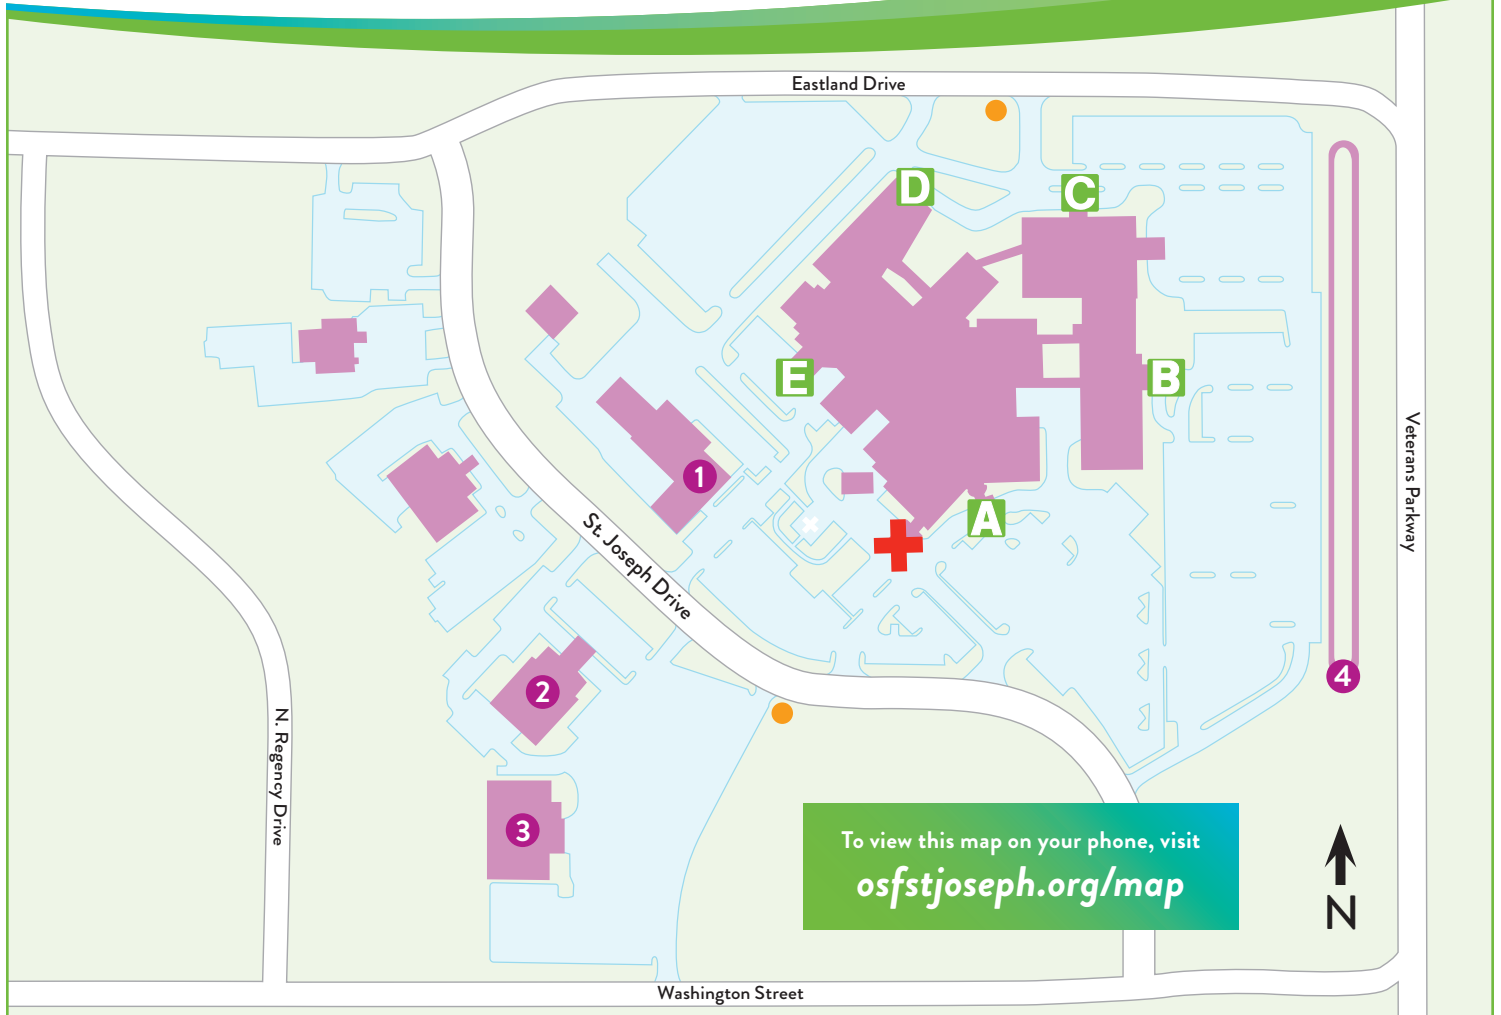 Eastland Drive
D
C
E
B
1
Veterans Parkway
A
St. Joseph Drive
4
2
N. Regency Drive
3
To view this map on your phone, visit
osfstjoseph.org/map
N
Washington Street